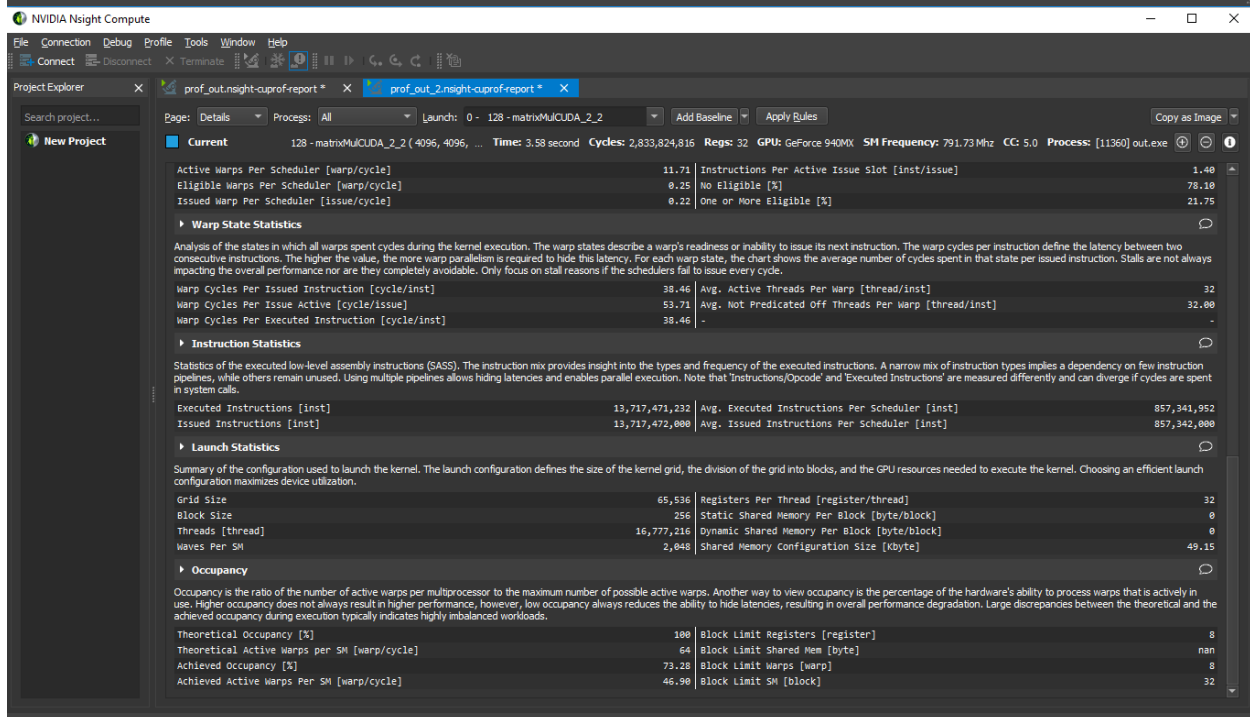 NVIDIA Nsight Compute
File Connection Debug Profile Tools Window Help
Connect Disconnect Terminate
Project Explorer
prof_out.nsight-cuprof-report *
prof_out_2.nsight-cuprof-report *
Search project...
Page: Details Process: All Launch: 0 - 128 - matrixMulCUDA_2_2 Add Baseline Apply Rules Copy as Image
New Project
Current 128 - matrixMulCUDA_2_2 ( 4096, 4096, ... Time: 3.58 second Cycles: 2,833,824,816 Regs: 32 GPU: GeForce 940MX SM Frequency: 791.73 Mhz CC: 5.0 Process: [11360] out.exe
Active Warps Per Scheduler [warp/cycle] 11.71 Instructions Per Active Issue Slot [inst/issue] 1.40
Eligible Warps Per Scheduler [warp/cycle] 0.25 No Eligible [%] 78.10
Issued Warp Per Scheduler [issue/cycle] 0.22 One or More Eligible [%] 21.75
Warp State Statistics
Analysis of the states in which all warps spent cycles during the kernel execution. The warp states describe a warp's readiness or inability to issue its next instruction. The warp cycles per instruction define the latency between two
consecutive instructions. The higher the value, the more warp parallelism is required to hide this latency. For each warp state, the chart shows the average number of cycles spent in that state per issued instruction. Stalls are not always
impacting the overall performance nor are they completely avoidable. Only focus on stall reasons if the schedulers fail to issue every cycle.
Warp Cycles Per Issued Instruction [cycle/inst] 38.46 Avg. Active Threads Per Warp [thread/inst] 32
Warp Cycles Per Issue Active [cycle/issue] 53.71 Avg. Not Predicated Off Threads Per Warp [thread/inst] 32.00
Warp Cycles Per Executed Instruction [cycle/inst] 38.46 - -
Instruction Statistics
Statistics of the executed low-level assembly instructions (SASS). The instruction mix provides insight into the types and frequency of the executed instructions. A narrow mix of instruction types implies a dependency on few instruction
pipelines, while others remain unused. Using multiple pipelines allows hiding latencies and enables parallel execution. Note that 'Instructions/Opcode' and 'Executed Instructions' are measured differently and can diverge if cycles are spent
in system calls.
Executed Instructions [inst] 13,717,471,232 Avg. Executed Instructions Per Scheduler [inst] 857,341,952
Issued Instructions [inst] 13,717,472,000 Avg. Issued Instructions Per Scheduler [inst] 857,342,000
Launch Statistics
Summary of the configuration used to launch the kernel. The launch configuration defines the size of the kernel grid, the division of the grid into blocks, and the GPU resources needed to execute the kernel. Choosing an efficient launch
configuration maximizes device utilization.
Grid Size 65,536 Registers Per Thread [register/thread] 32
Block Size 256 Static Shared Memory Per Block [byte/block] 0
Threads [thread] 16,777,216 Dynamic Shared Memory Per Block [byte/block] 0
Waves Per SM 2,048 Shared Memory Configuration Size [Kbyte] 49.15
Occupancy
Occupancy is the ratio of the number of active warps per multiprocessor to the maximum number of possible active warps. Another way to view occupancy is the percentage of the hardware's ability to process warps that is actively in
use. Higher occupancy does not always result in higher performance, however, low occupancy always reduces the ability to hide latencies, resulting in overall performance degradation. Large discrepancies between the theoretical and the
achieved occupancy during execution typically indicates highly imbalanced workloads.
Theoretical Occupancy [%] 100 Block Limit Registers [register] 8
Theoretical Active Warps per SM [warp/cycle] 64 Block Limit Shared Mem [byte] nan
Achieved Occupancy [%] 73.28 Block Limit Warps [warp] 8
Achieved Active Warps Per SM [warp/cycle] 46.90 Block Limit SM [block] 32